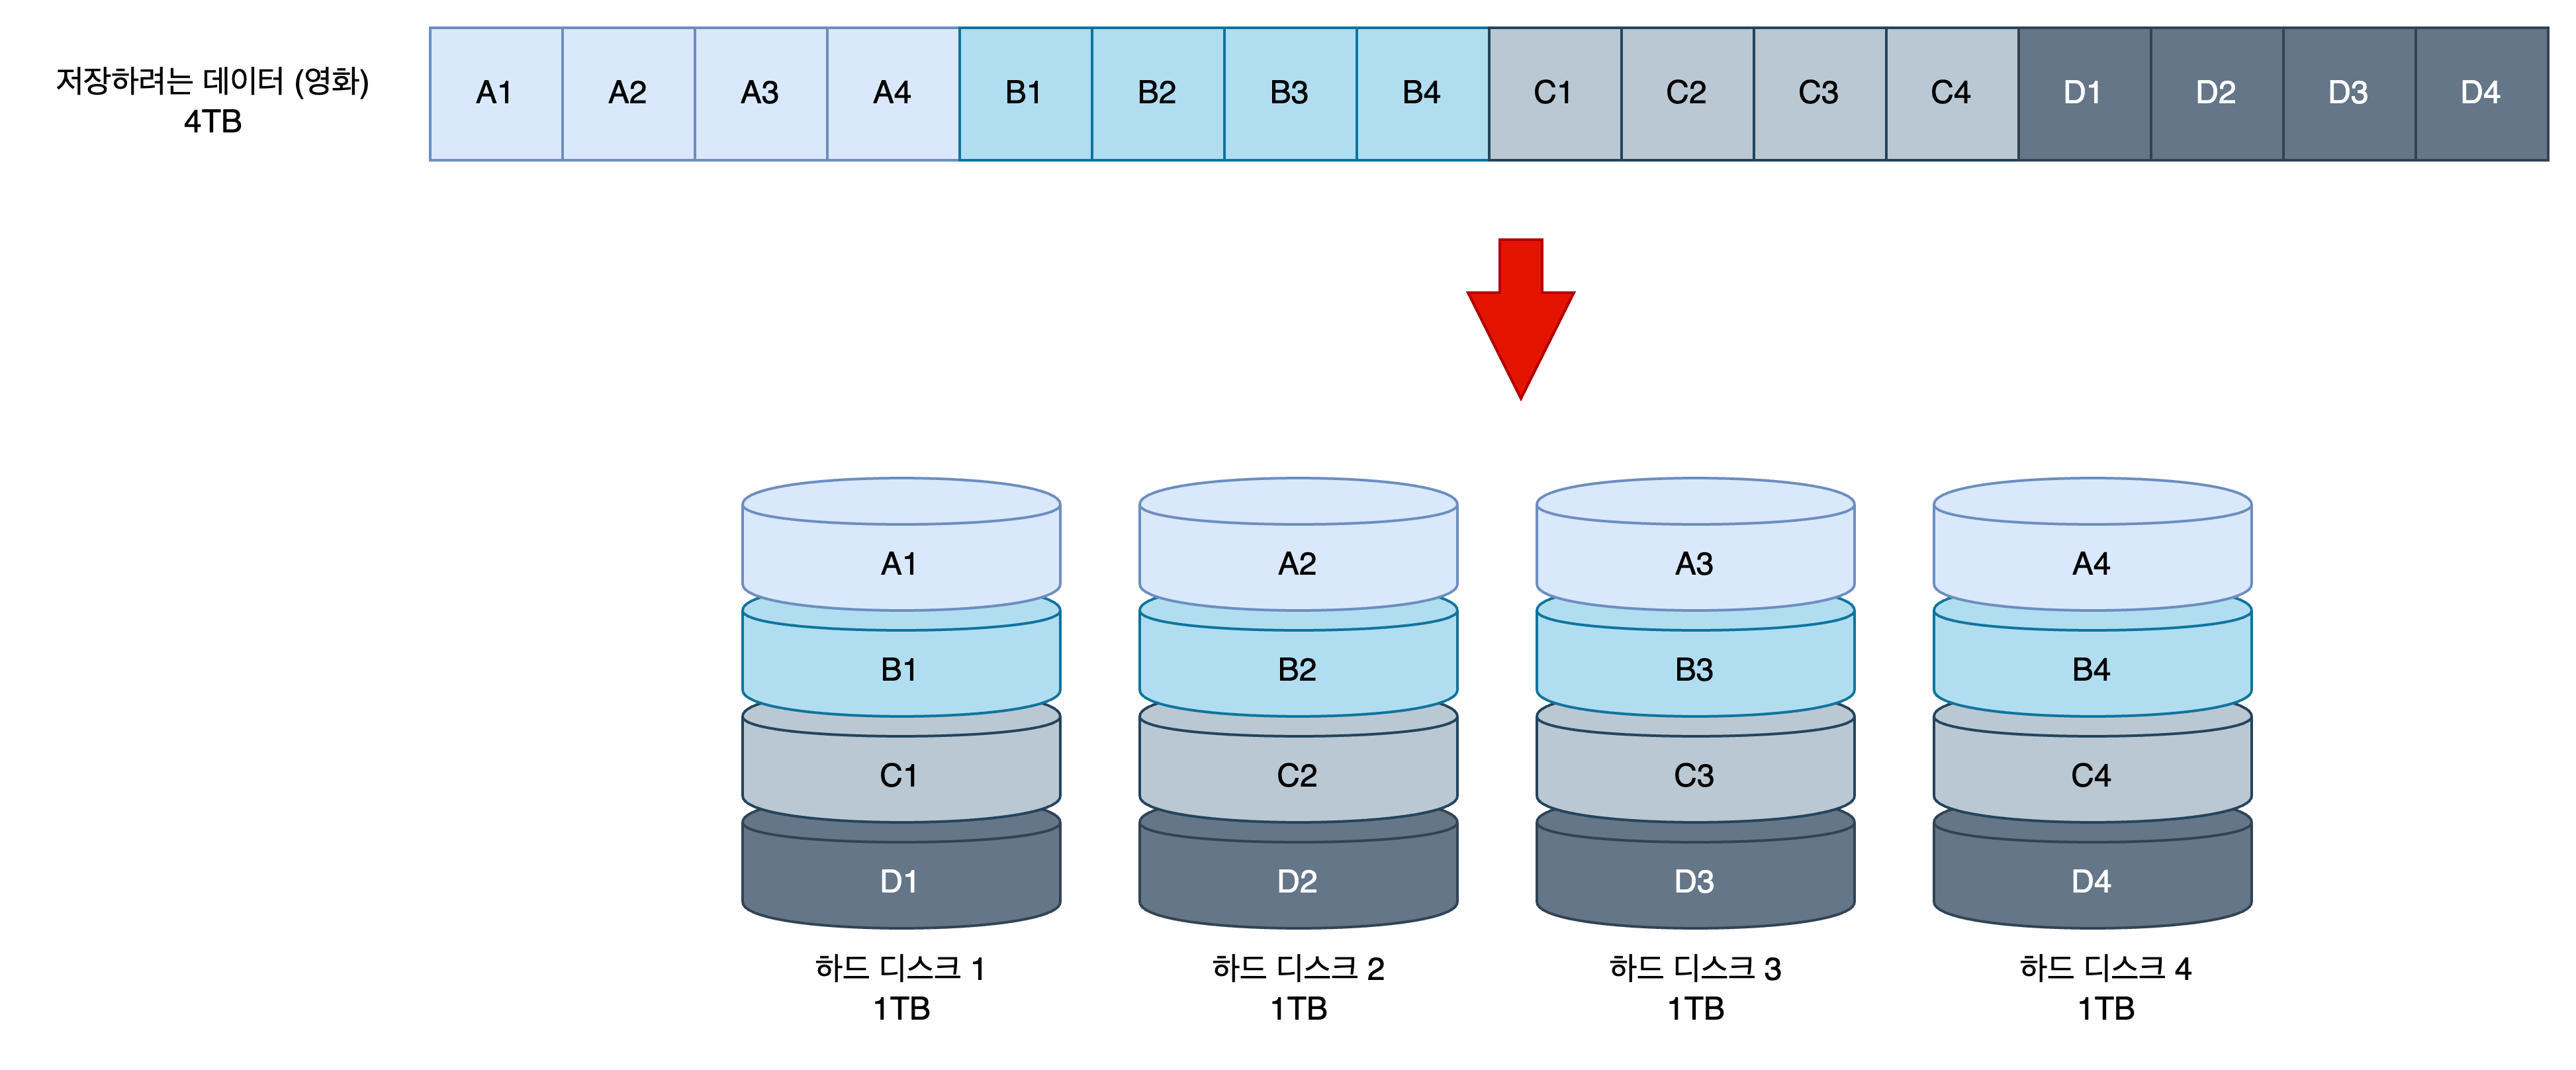 저장하려는 데이터 (영화)
4TB
A1 A2 A3 A4 B1 B2 B3 B4 C1 C2 C3 C4 D1 D2 D3 D4
A1 A2 A3 A4
B1 B2 B3 B4
C1 C2 C3 C4
D1 D2 D3 D4
하드 디스크 1 하드 디스크 2 하드 디스크 3 하드 디스크 4
1TB 1TB 1TB 1TB